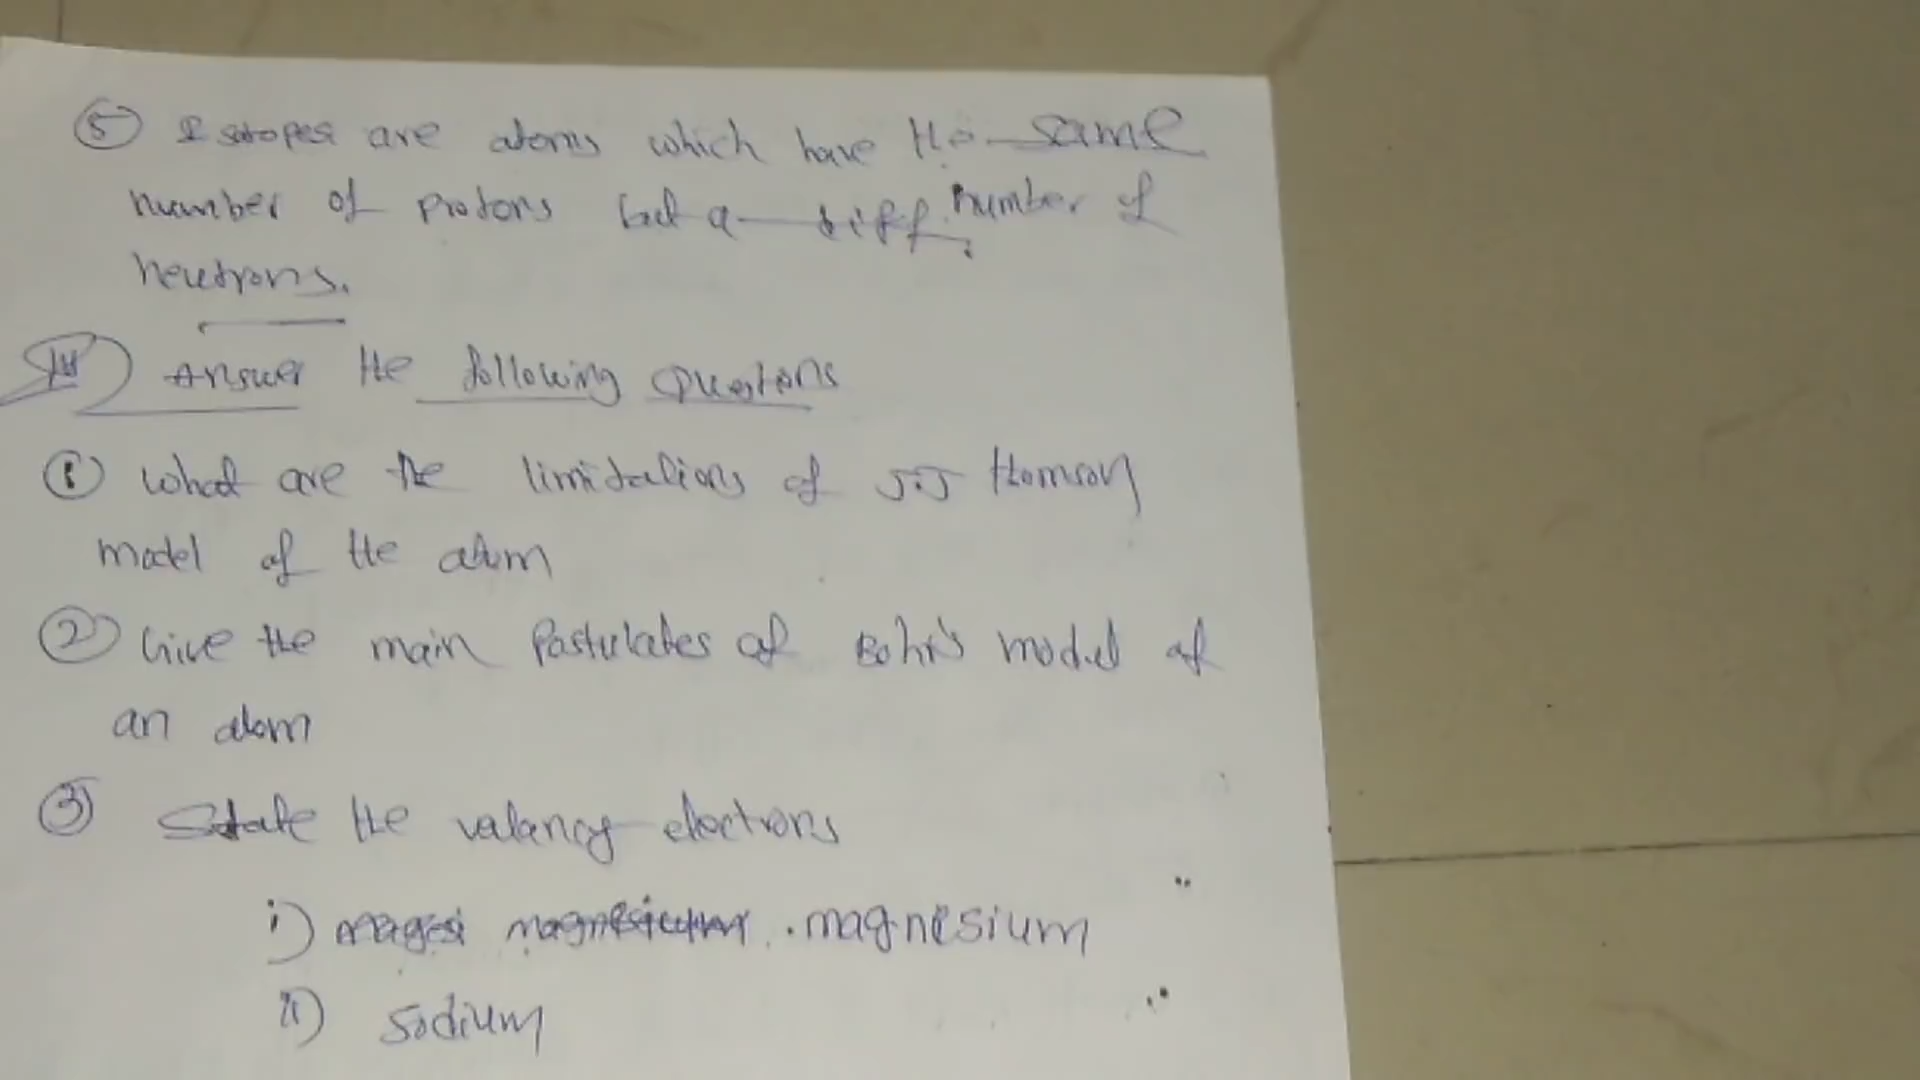 ⑤ Isotopes are atoms which have the same
number of protons but a diff. number of
neutrons.
Answer the following Questions
① What are the limitations of J.J Thomson
model of the atom
② Give the main Postulates of Bohr's model of
an atom
③ State the valancy electrons
i) magnesium
ii) sodium